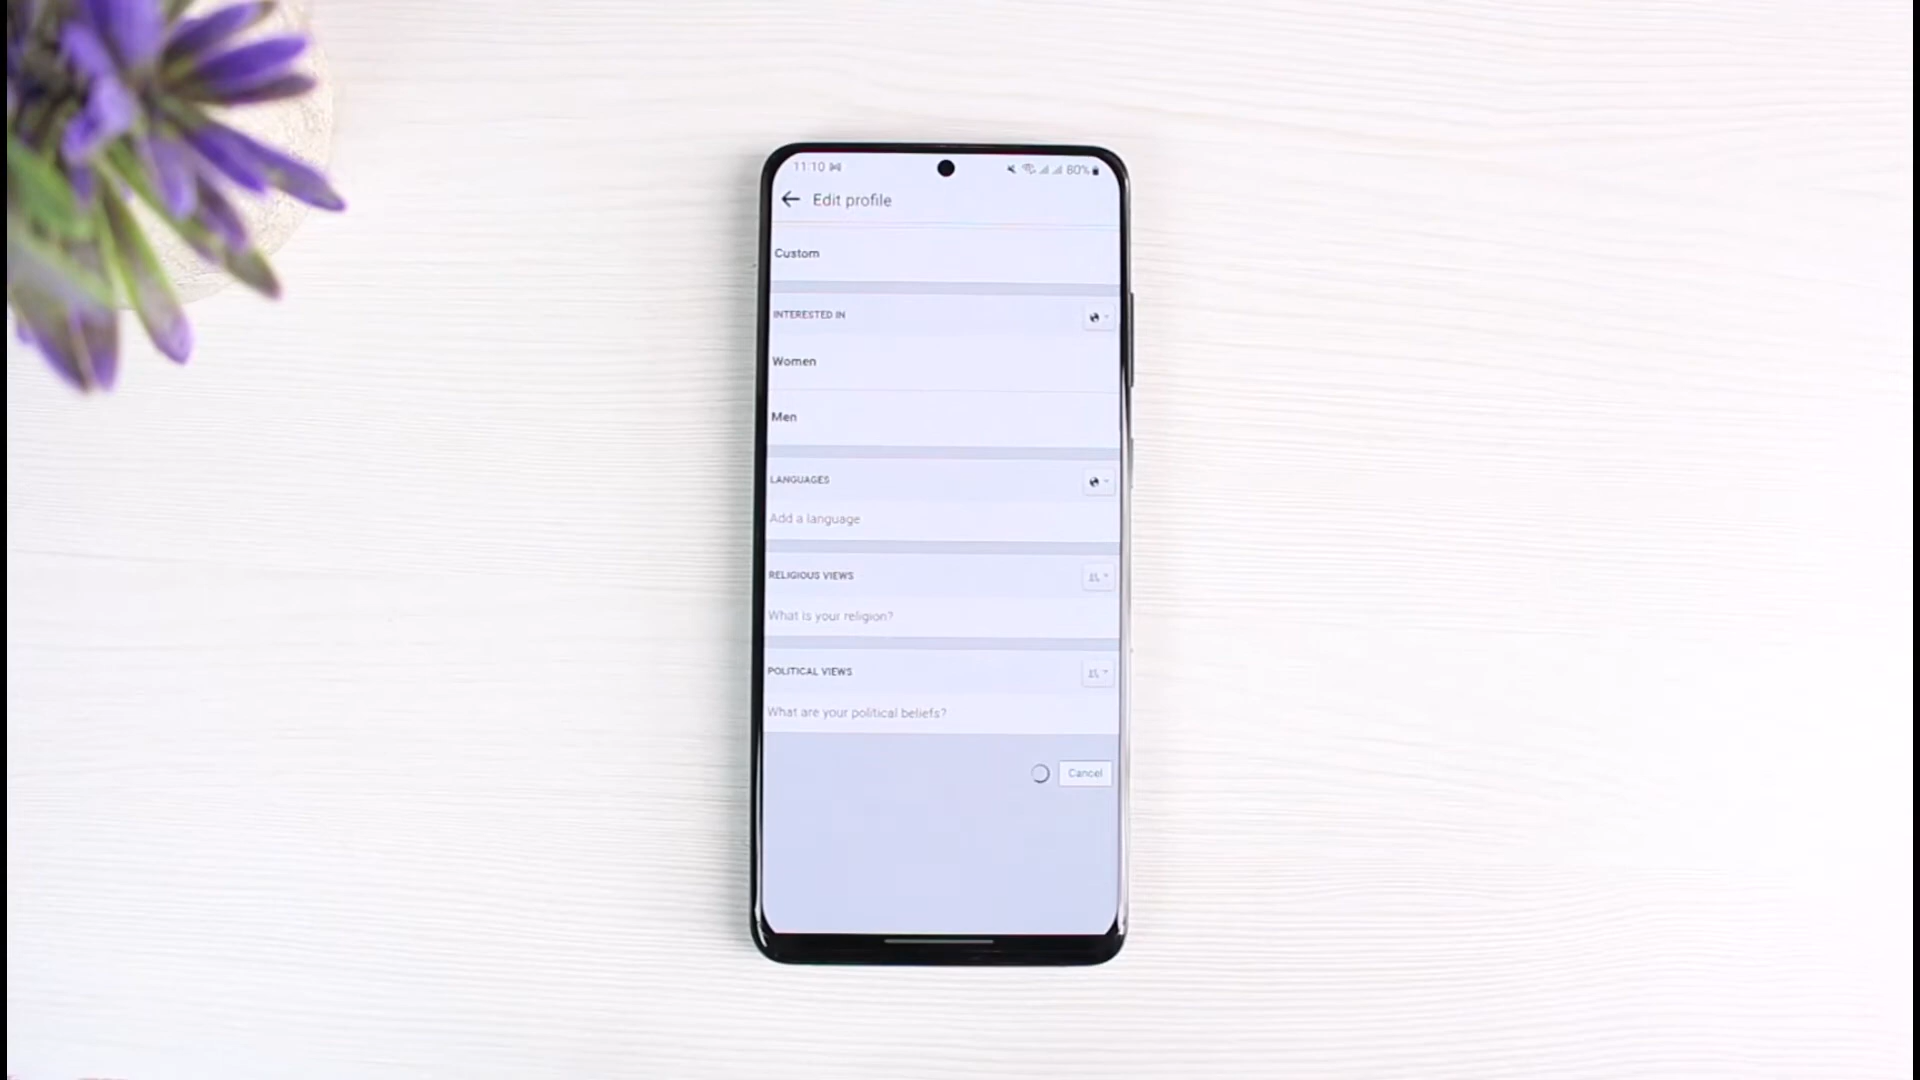 11:10 80%
Edit profile
Custom
INTERESTED IN
Women
Men
LANGUAGES
Add a language
RELIGIOUS VIEWS
What is your religion?
POLITICAL VIEWS
What are your political beliefs?
Cancel